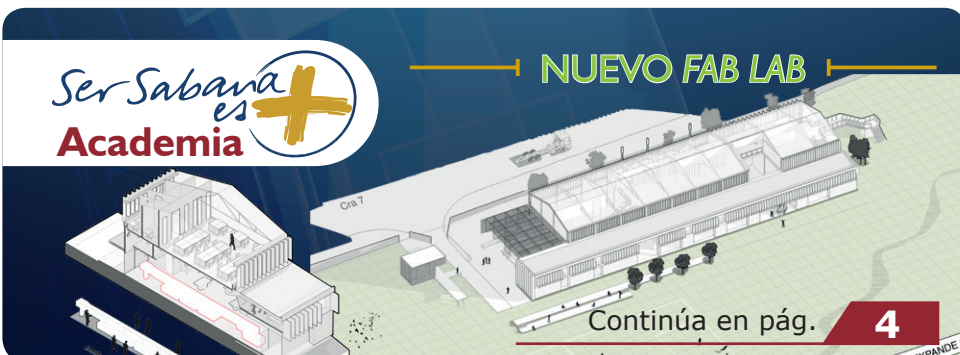 Ser Sabana
es
Academia
NUEVO FAB LAB
Cra 7
Continúa en pág. 4